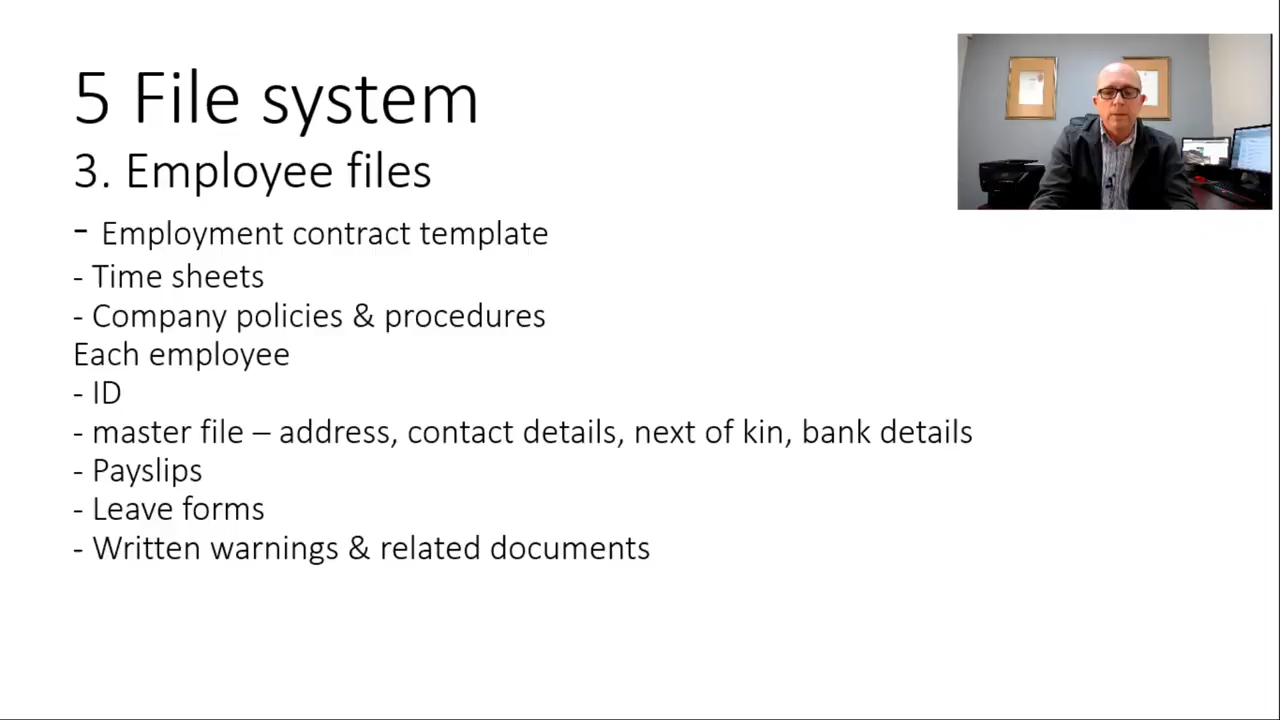 5 File system
3. Employee files
- Employment contract template
- Time sheets
- Company policies & procedures
Each employee
- ID
- master file – address, contact details, next of kin, bank details
- Payslips
- Leave forms
- Written warnings & related documents